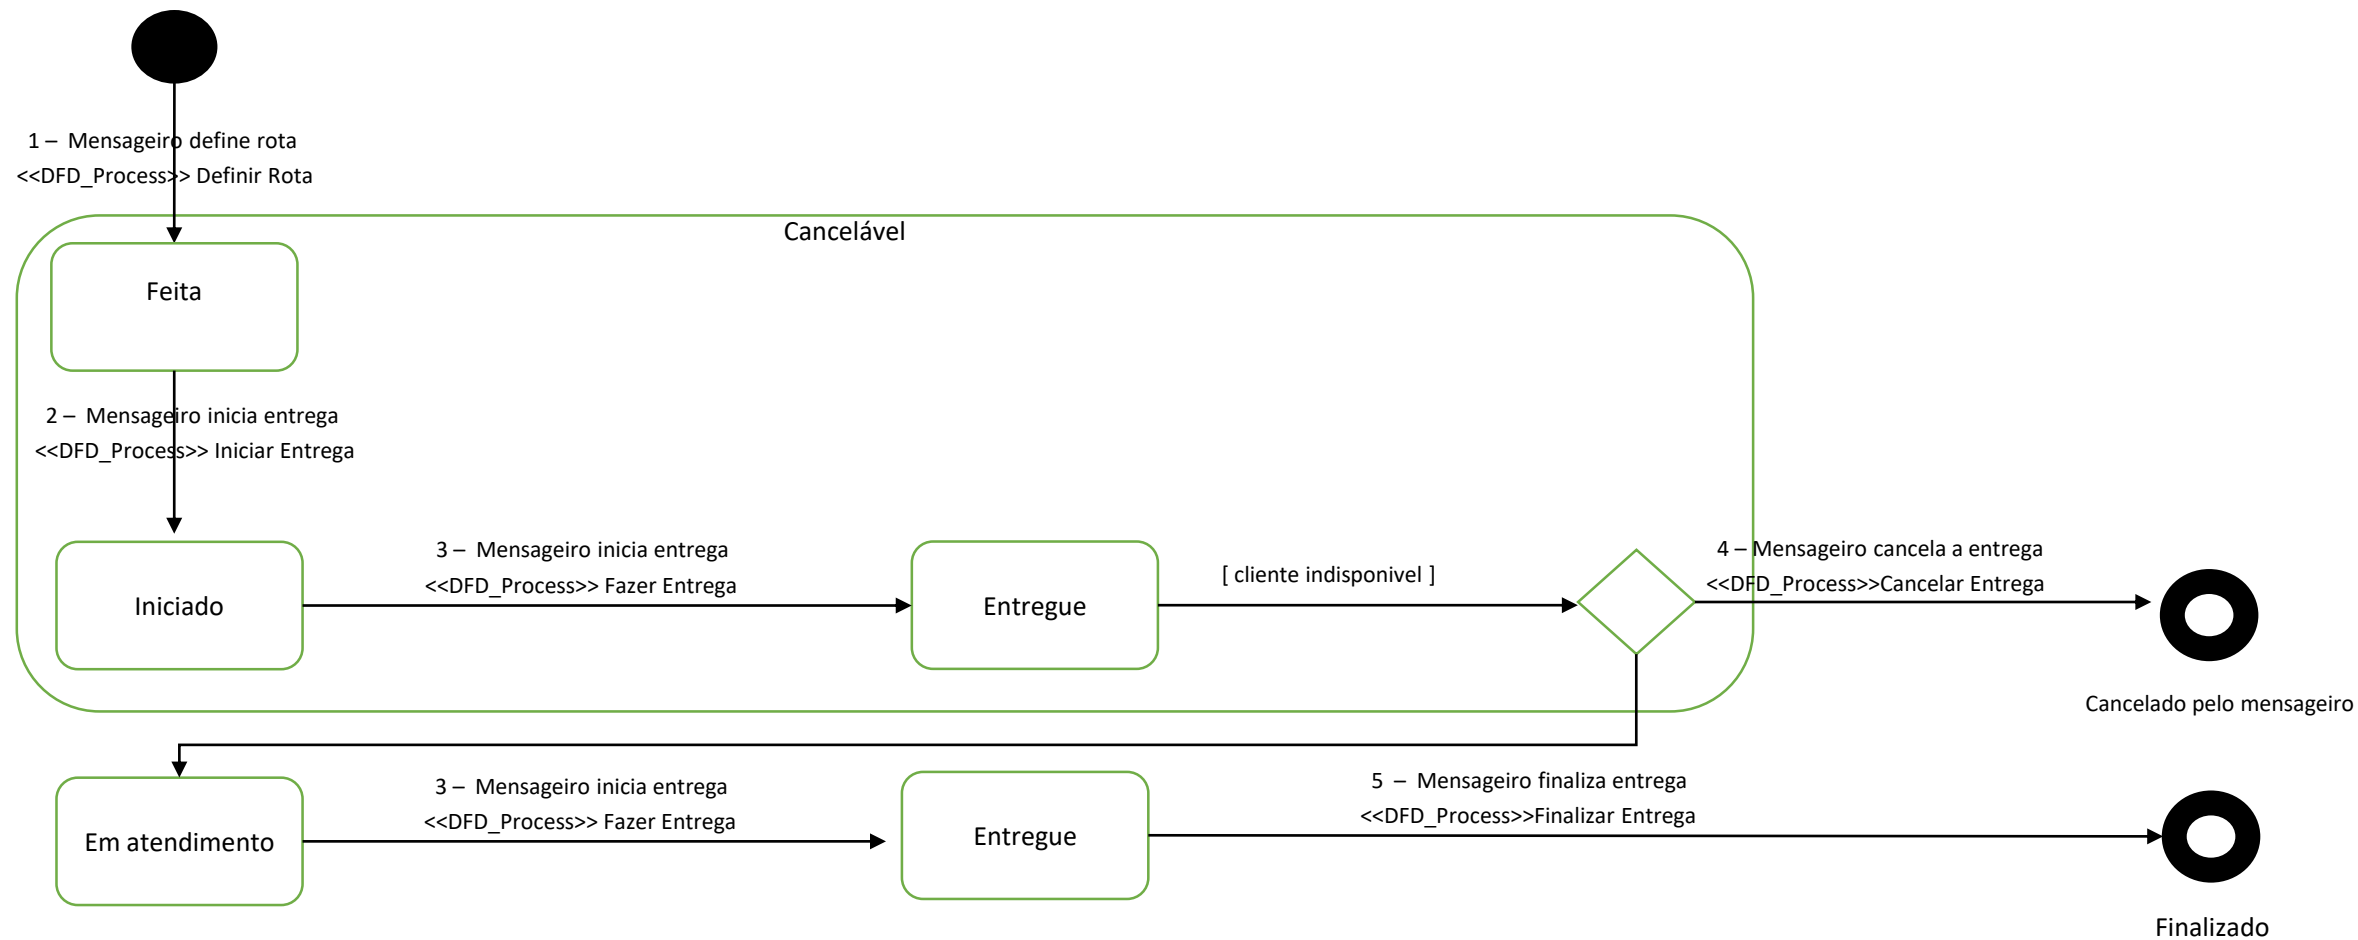 1 – Mensageiro define rota
<<DFD_Process>> Definir Rota
Cancelável
Feita
2 – Mensageiro inicia entrega
<<DFD_Process>> Iniciar Entrega
Iniciado
3 – Mensageiro inicia entrega
<<DFD_Process>> Fazer Entrega
Entregue
[ cliente indisponivel ]
4 – Mensageiro cancela a entrega
<<DFD_Process>>Cancelar Entrega
Cancelado pelo mensageiro
Em atendimento
3 – Mensageiro inicia entrega
<<DFD_Process>> Fazer Entrega
Entregue
5 – Mensageiro finaliza entrega
<<DFD_Process>>Finalizar Entrega
Finalizado